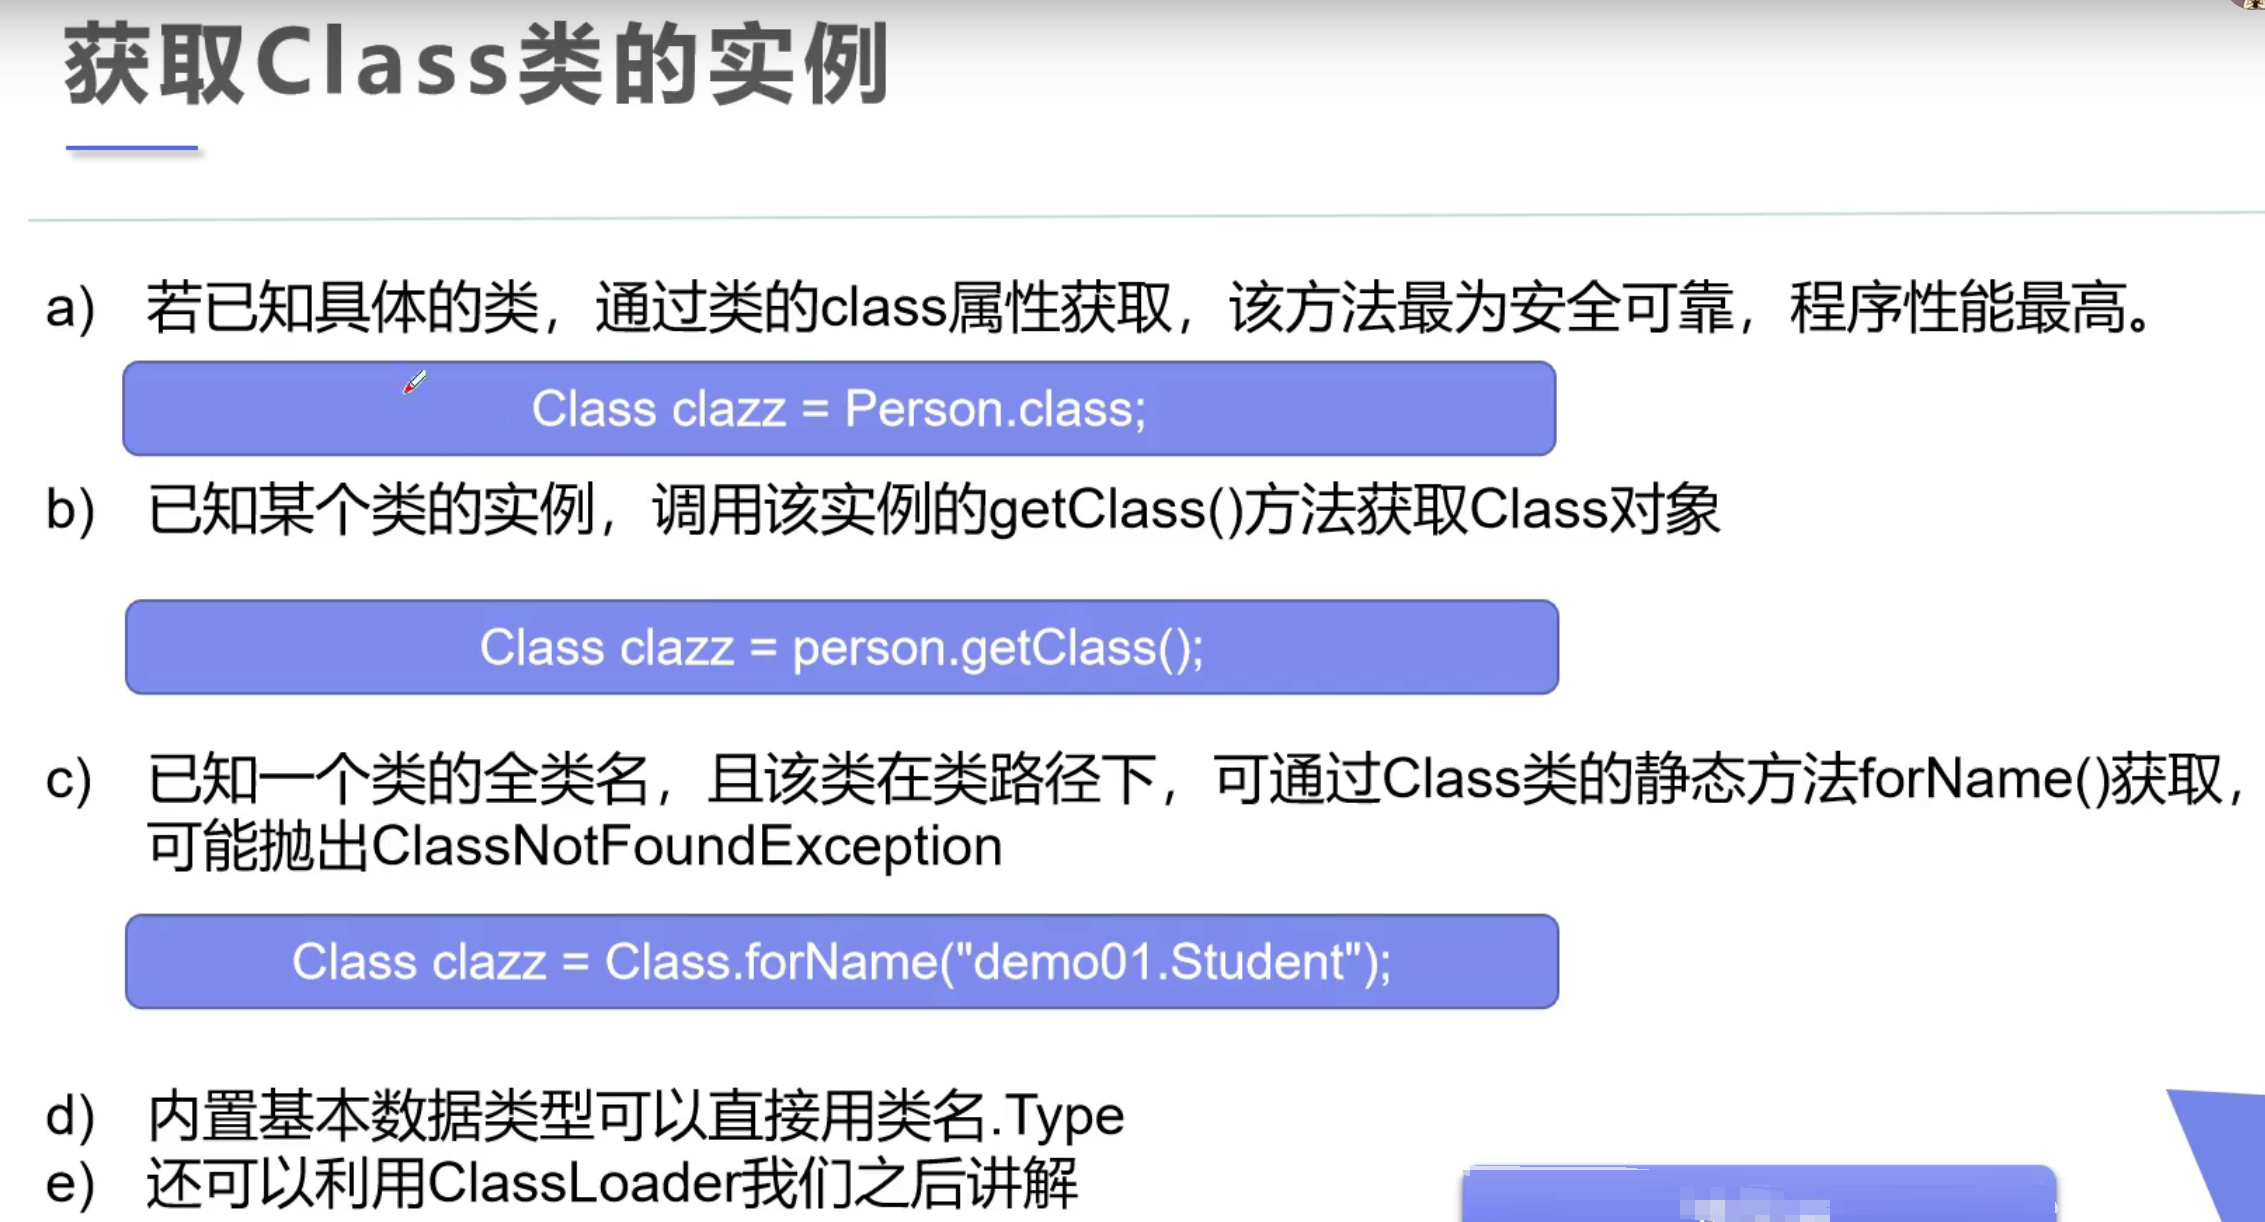 获取Class类的实例
a) 若已知具体的类，通过类的class属性获取，该方法最为安全可靠，程序性能最高。
Class clazz = Person.class;
b) 已知某个类的实例，调用该实例的getClass()方法获取Class对象
Class clazz = person.getClass();
c) 已知一个类的全类名，且该类在类路径下，可通过Class类的静态方法forName()获取，
可能抛出ClassNotFoundException
Class clazz = Class.forName("demo01.Student");
d) 内置基本数据类型可以直接用类名.Type
e) 还可以利用ClassLoader我们之后讲解